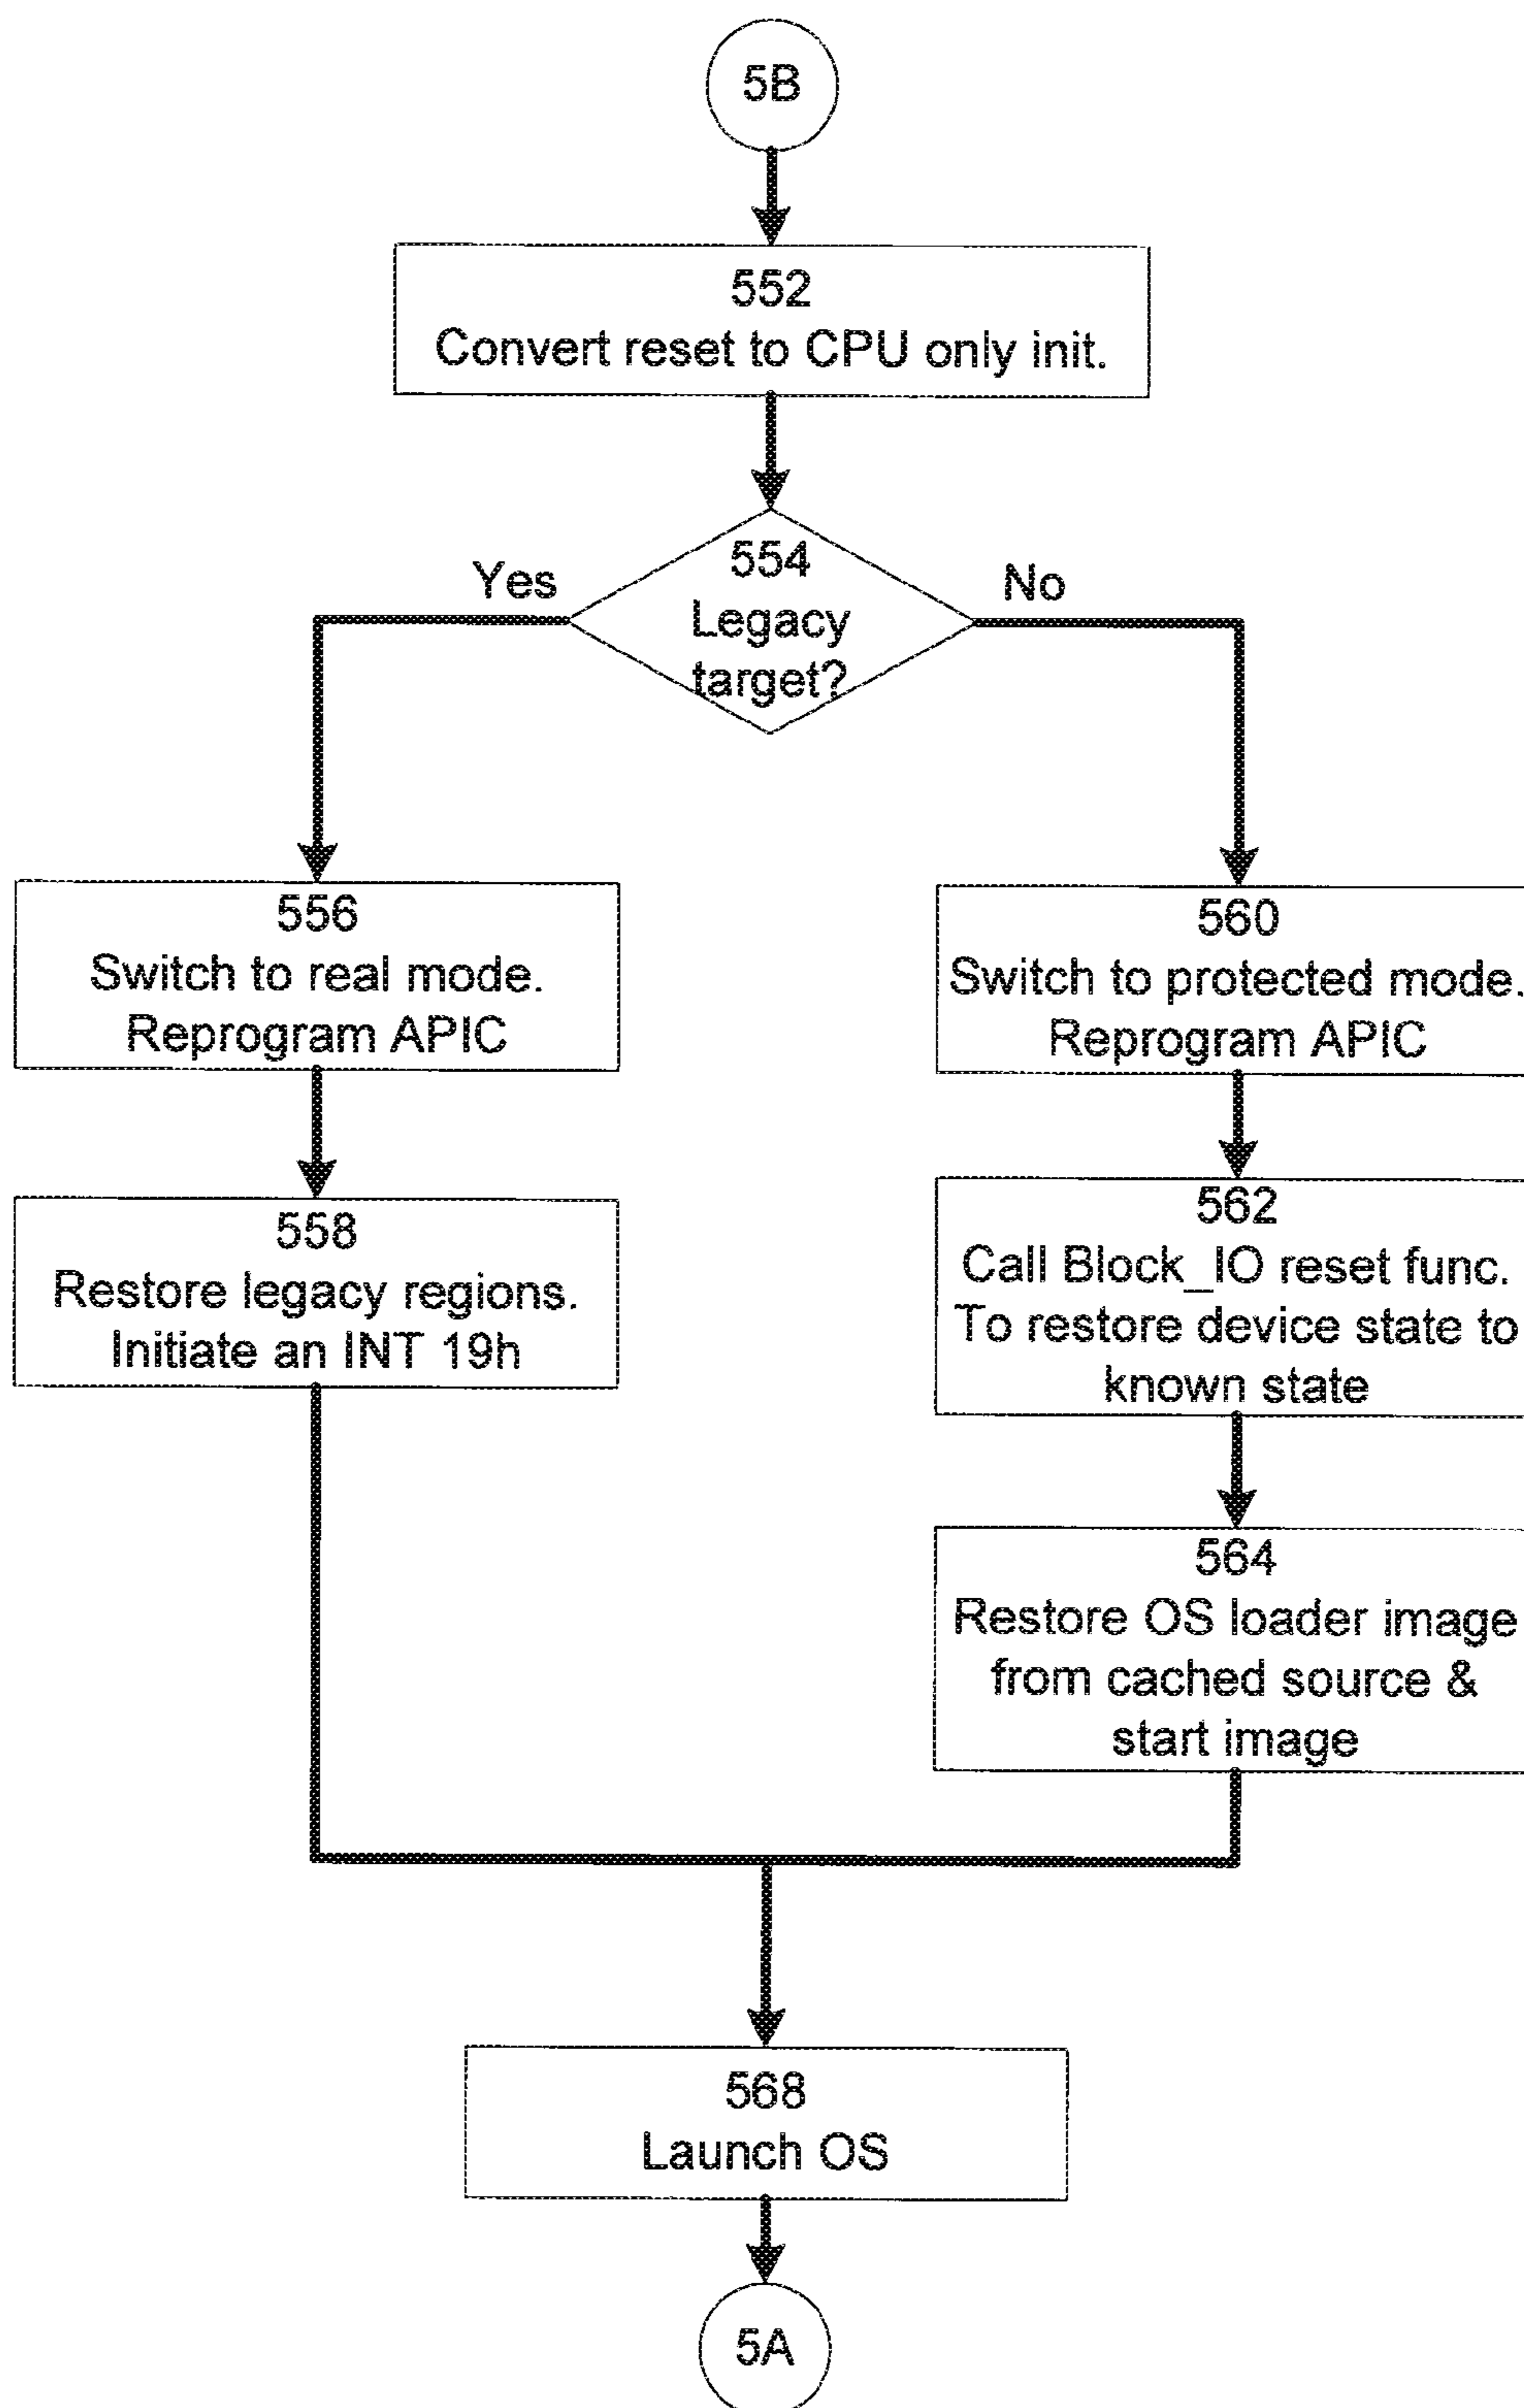 5B
552
Convert reset to CPU only init.
554
Legacy
target?
Yes
No
556
Switch to real mode.
Reprogram APIC
558
Restore legacy regions.
Initiate an INT 19h
560
Switch to protected mode.
Reprogram APIC
562
Call Block_IO reset func.
To restore device state to
known state
564
Restore OS loader image
from cached source &
start image
568
Launch OS
5A